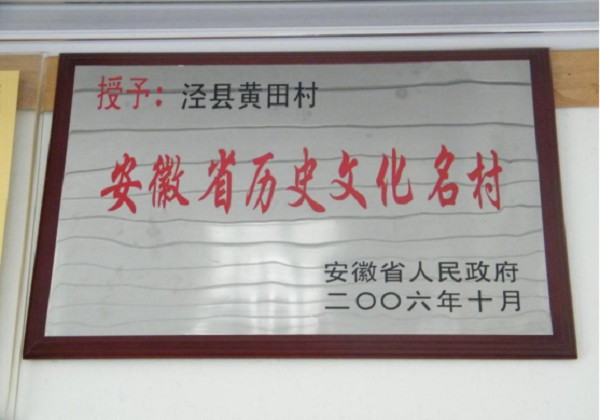 授予：泾县黄田村
安徽省历史文化名村
安徽省人民政府
二〇〇六年十月